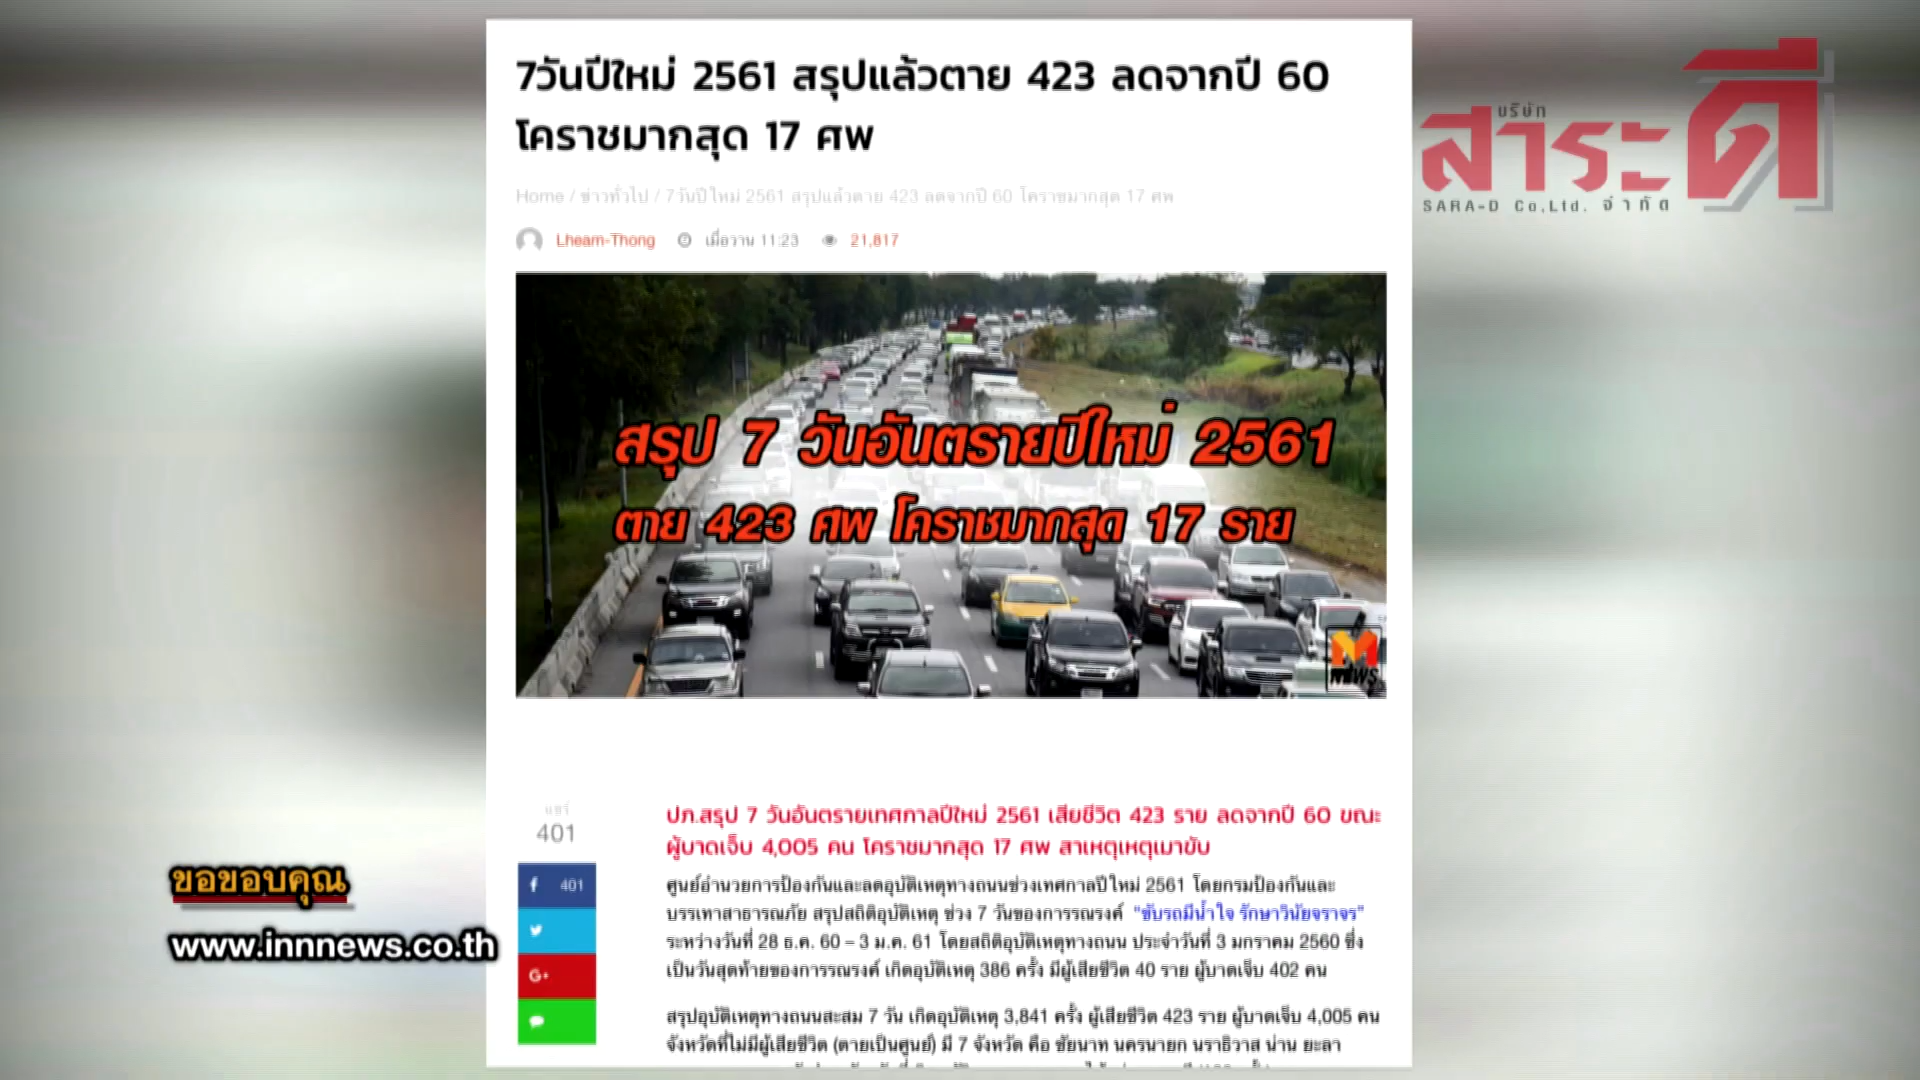 7วันปีใหม่ 2561 สรุปแล้วตาย 423 ลดจากปี 60
โคราชมากสุด 17 ศพ
Home / ข่าวทั่วไป / 7วันปีใหม่ 2561 สรุปแล้วตาย 423 ลดจากปี 60 โคราชมากสุด 17 ศพ
Lhearn-Thong เมื่อวาน 11:23 21,817
บริษัท
สาระดี
SARA-D Co.,Ltd. จำกัด
สรุป 7 วันอันตรายปีใหม่ 2561
ตาย 423 ศพ โคราชมากสุด 17 ราย
M
NEWS
แชร์
401
f 401
G+
ปภ.สรุป 7 วันอันตรายเทศกาลปีใหม่ 2561 เสียชีวิต 423 ราย ลดจากปี 60 ขณะ
ผู้บาดเจ็บ 4,005 คน โคราชมากสุด 17 ศพ สาเหตุเหตุเมาขับ
ศูนย์อำนวยการป้องกันและลดอุบัติเหตุทางถนนช่วงเทศกาลปีใหม่ 2561 โดยกรมป้องกันและ
บรรเทาสาธารณภัย สรุปสถิติอุบัติเหตุ ช่วง 7 วันของการรณรงค์ "ขับรถมีน้ำใจ รักษาวินัยจราจร"
ระหว่างวันที่ 28 ธ.ค. 60 – 3 ม.ค. 61 โดยสถิติอุบัติเหตุทางถนน ประจำวันที่ 3 มกราคม 2560 ซึ่ง
เป็นวันสุดท้ายของการรณรงค์ เกิดอุบัติเหตุ 386 ครั้ง มีผู้เสียชีวิต 40 ราย ผู้บาดเจ็บ 402 คน
สรุปอุบัติเหตุทางถนนสะสม 7 วัน เกิดอุบัติเหตุ 3,841 ครั้ง ผู้เสียชีวิต 423 ราย ผู้บาดเจ็บ 4,005 คน
จังหวัดที่ไม่มีผู้เสียชีวิต (ตายเป็นศูนย์) มี 7 จังหวัด คือ ชัยนาท นครนายก นราธิวาส น่าน ยะลา
ขอขอบคุณ
www.innnews.co.th